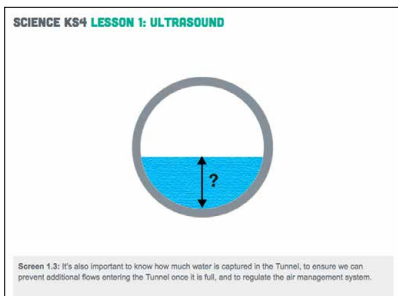 SCIENCE KS4 LESSON 1: ULTRASOUND
?
Screen 1.3: It's also important to know how much water is captured in the Tunnel, to ensure we can
prevent additional flows entering the Tunnel once it is full, and to regulate the air management system.